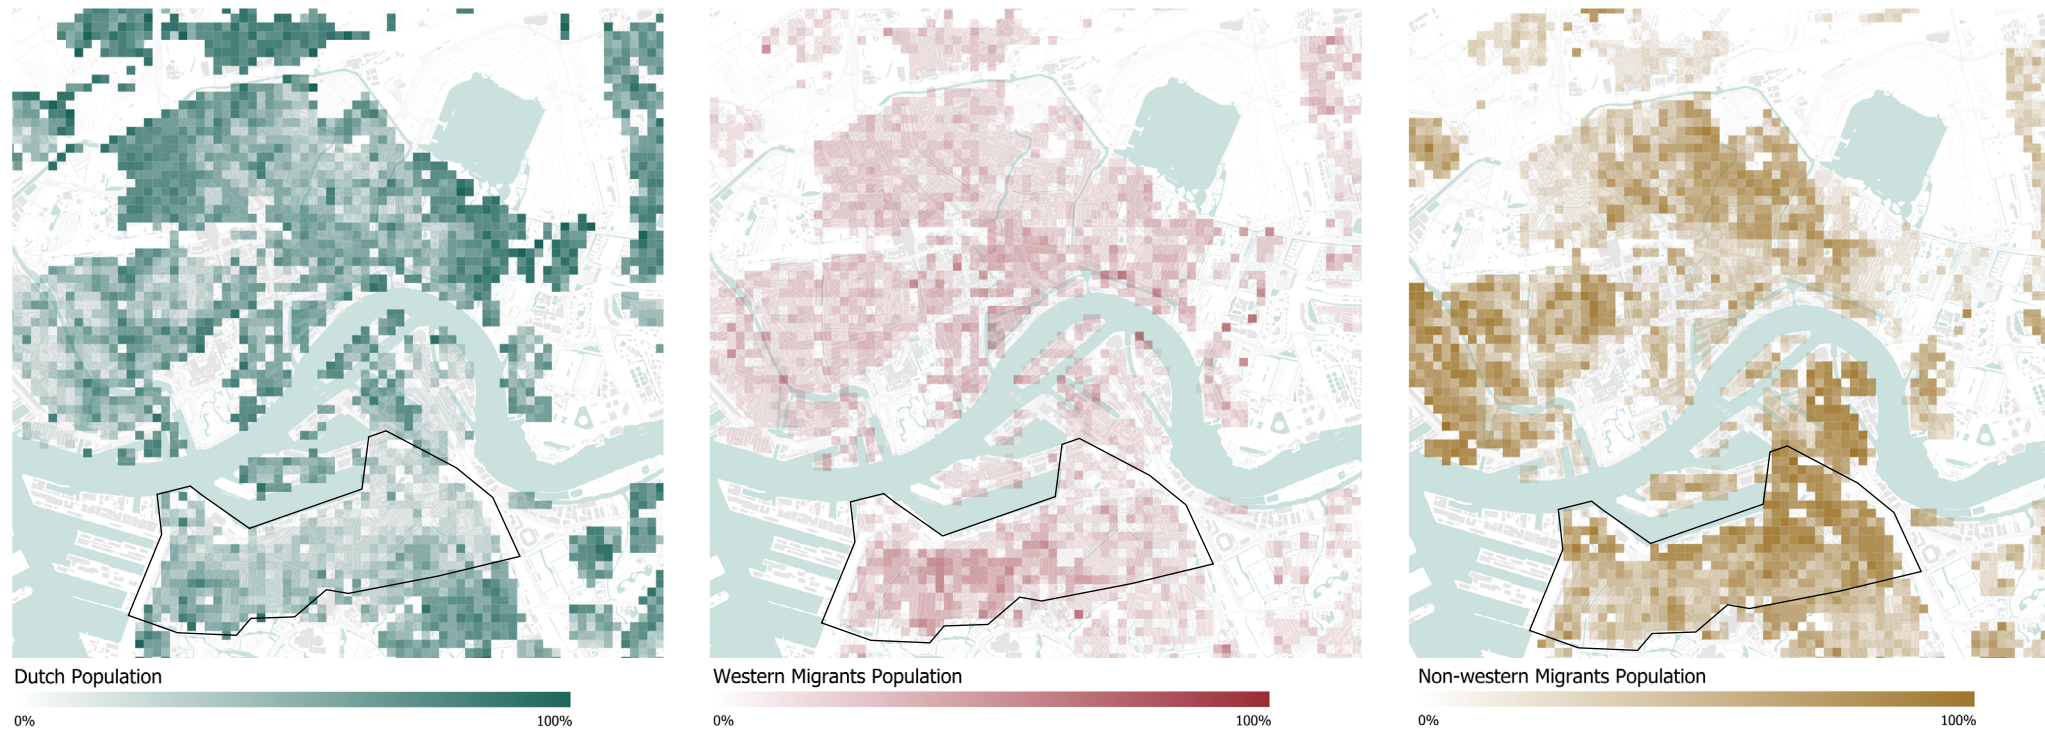 Dutch Population
0% 100%
Western Migrants Population
0% 100%
Non-western Migrants Population
0% 100%